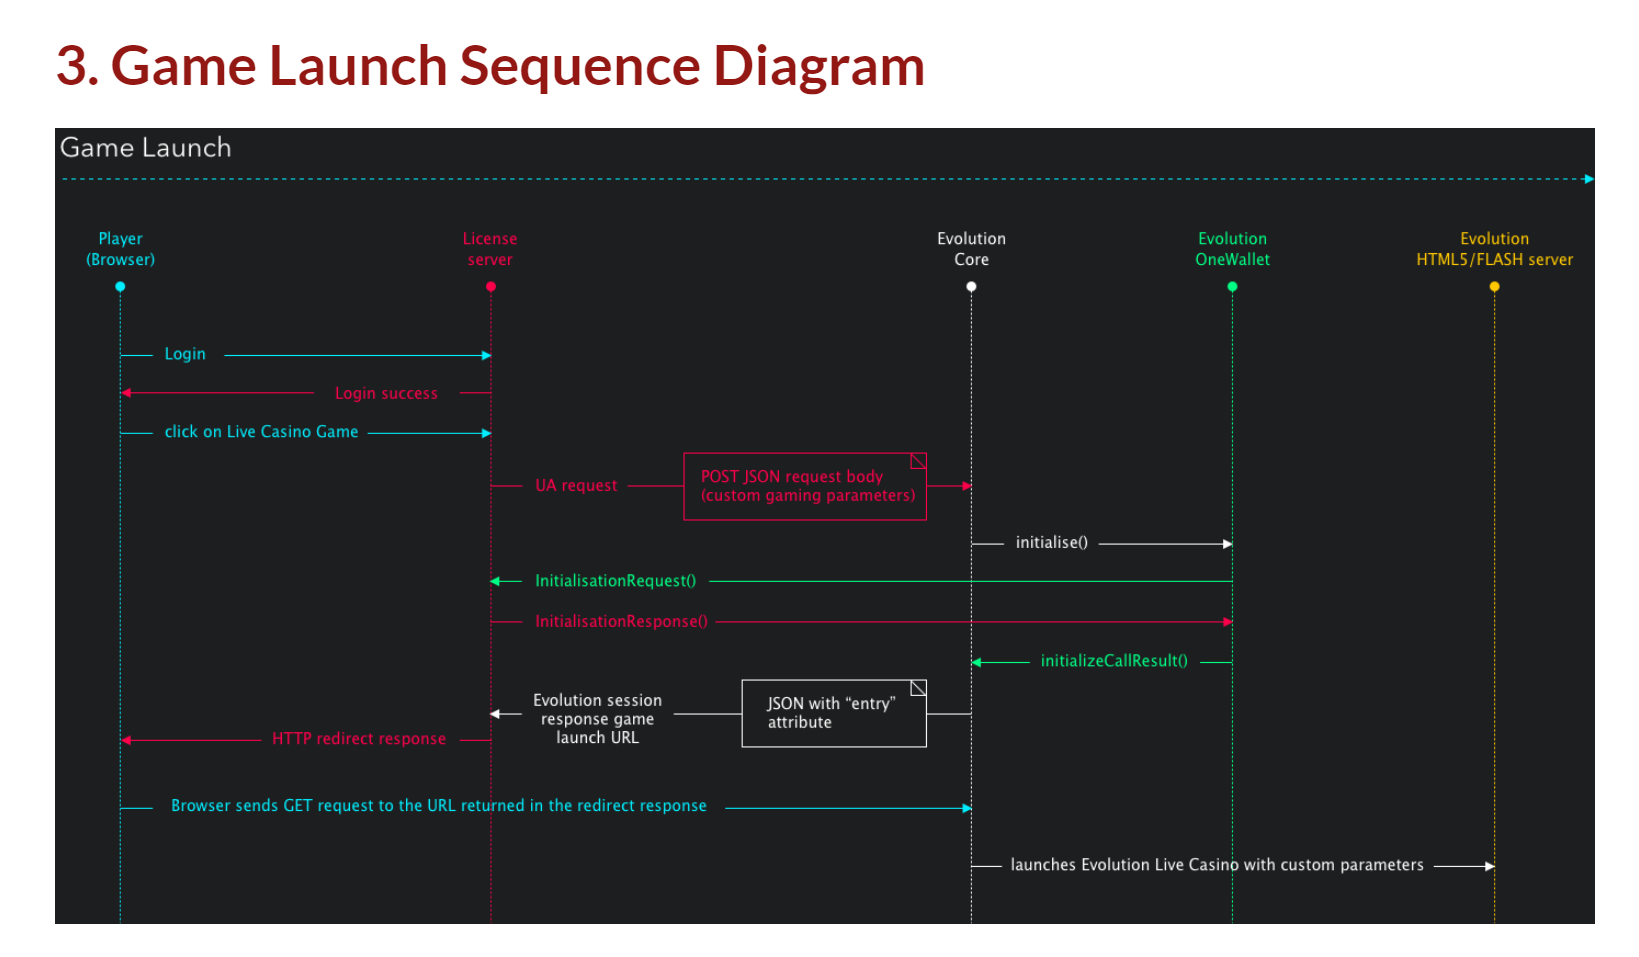 3. Game Launch Sequence Diagram
Game Launch
Player
(Browser)
License
server
Evolution
Core
Evolution
OneWallet
Evolution
HTML5/FLASH server
Login
Login success
click on Live Casino Game
UA request
POST JSON request body
(custom gaming parameters)
initialise()
InitialisationRequest()
InitialisationResponse()
initializeCallResult()
Evolution session
response game
launch URL
JSON with “entry”
attribute
HTTP redirect response
Browser sends GET request to the URL returned in the redirect response
launches Evolution Live Casino with custom parameters